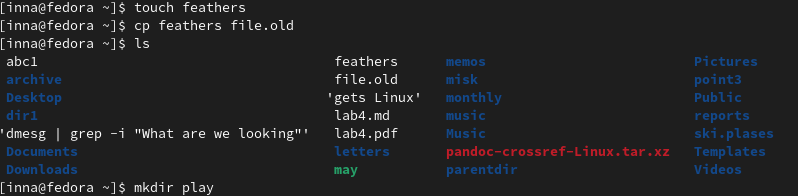 [inna@fedora ~]$ touch feathers
[inna@fedora ~]$ cp feathers file.old
[inna@fedora ~]$ ls
abc1 feathers memos Pictures
archive file.old misk point3
Desktop 'gets Linux' monthly Public
dir1 lab4.md music reports
'dmesg | grep -i "What are we looking"' lab4.pdf Music ski.plases
Documents letters pandoc-crossref-Linux.tar.xz Templates
Downloads may parentdir Videos
[inna@fedora ~]$ mkdir play